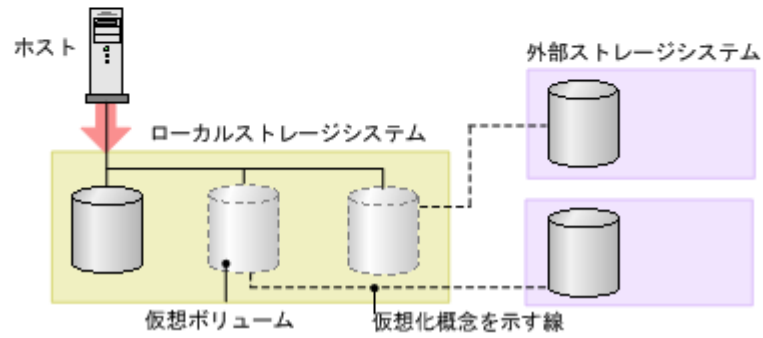 ホスト
外部ストレージシステム
ローカルストレージシステム
仮想ボリューム
仮想化概念を示す線